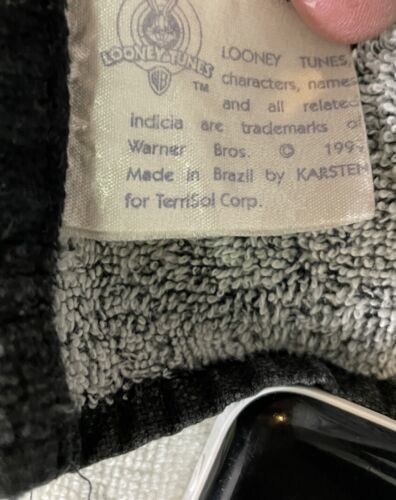 LOONEY TUNES
WB
TM
LOONEY TUNES,
characters, names
and all related
indicia are trademarks of
Warner Bros. ©
Made in Brazil by KARSTEN
for TerriSol Corp.